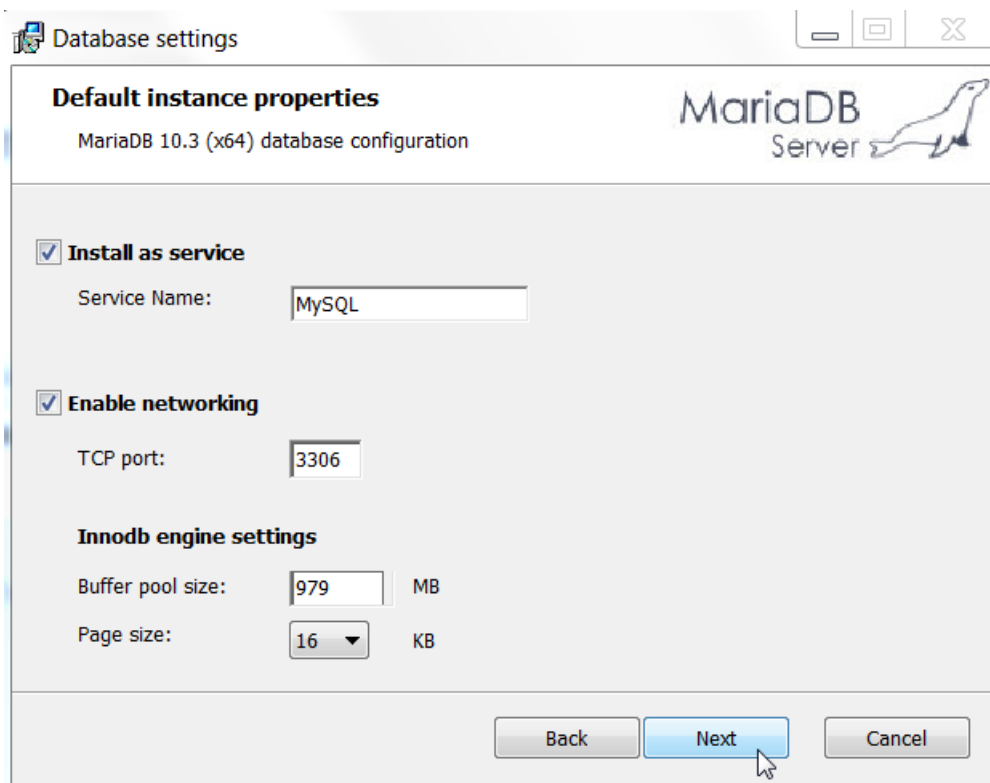 Database settings
Default instance properties
MariaDB 10.3 (x64) database configuration
MariaDB
Server
Install as service
Service Name: MySQL
Enable networking
TCP port: 3306
Innodb engine settings
Buffer pool size: 979 MB
Page size: 16 KB
Back Next Cancel